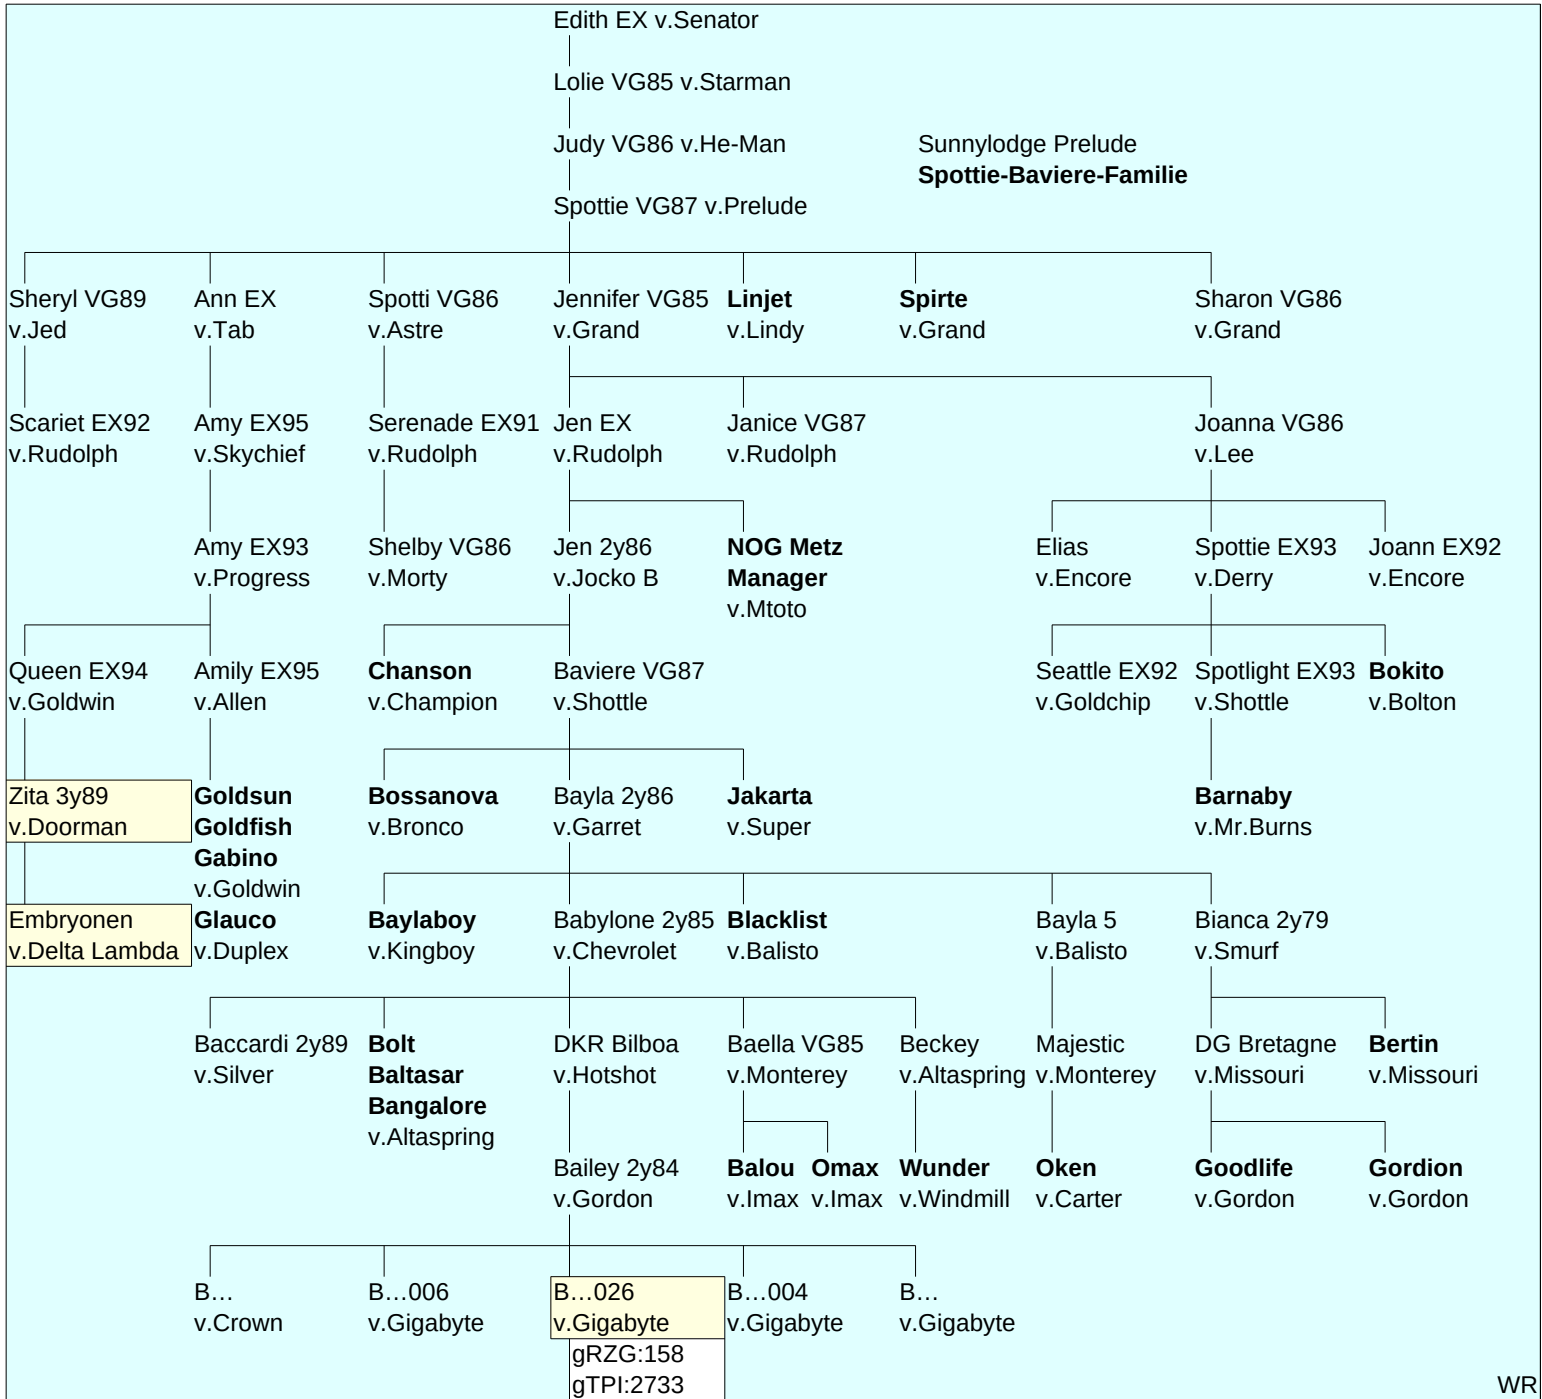 Edith EX v.Senator
Lolie VG85 v.Starman
Judy VG86 v.He-Man
Sunnylodge Prelude
Spottie-Baviere-Familie
Spottie VG87 v.Prelude
Sheryl VG89
v.Jed
Ann EX
v.Tab
Spotti VG86
v.Astre
Jennifer VG85
v.Grand
Linjet
v.Lindy
Spirte
v.Grand
Sharon VG86
v.Grand
Scariet EX92
v.Rudolph
Amy EX95
v.Skychief
Serenade EX91
v.Rudolph
Jen EX
v.Rudolph
Janice VG87
v.Rudolph
Joanna VG86
v.Lee
Amy EX93
v.Progress
Shelby VG86
v.Morty
Jen 2y86
v.Jocko B
NOG Metz
Manager
v.Mtoto
Elias
v.Encore
Spottie EX93
v.Derry
Joann EX92
v.Encore
Queen EX94
v.Goldwin
Amily EX95
v.Allen
Chanson
v.Champion
Baviere VG87
v.Shottle
Seattle EX92
v.Goldchip
Spotlight EX93
v.Shottle
Bokito
v.Bolton
Zita 3y89
v.Doorman
Goldsun
Goldfish
Gabino
v.Goldwin
Bossanova
v.Bronco
Bayla 2y86
v.Garret
Jakarta
v.Super
Barnaby
v.Mr.Burns
Embryonen
v.Delta Lambda
Glauco
v.Duplex
Baylaboy
v.Kingboy
Babylone 2y85
v.Chevrolet
Blacklist
v.Balisto
Bayla 5
v.Balisto
Bianca 2y79
v.Smurf
Baccardi 2y89
v.Silver
Bolt
Baltasar
Bangalore
v.Altaspring
DKR Bilboa
v.Hotshot
Baella VG85
v.Monterey
Beckey
v.Altaspring
Majestic
v.Monterey
DG Bretagne
v.Missouri
Bertin
v.Missouri
Bailey 2y84
v.Gordon
Balou
v.Imax
Omax
v.Imax
Wunder
v.Windmill
Oken
v.Carter
Goodlife
v.Gordon
Gordion
v.Gordon
B…
v.Crown
B…006
v.Gigabyte
B…026
v.Gigabyte
B…004
v.Gigabyte
B…
v.Gigabyte
gRZG:158
gTPI:2733
WR